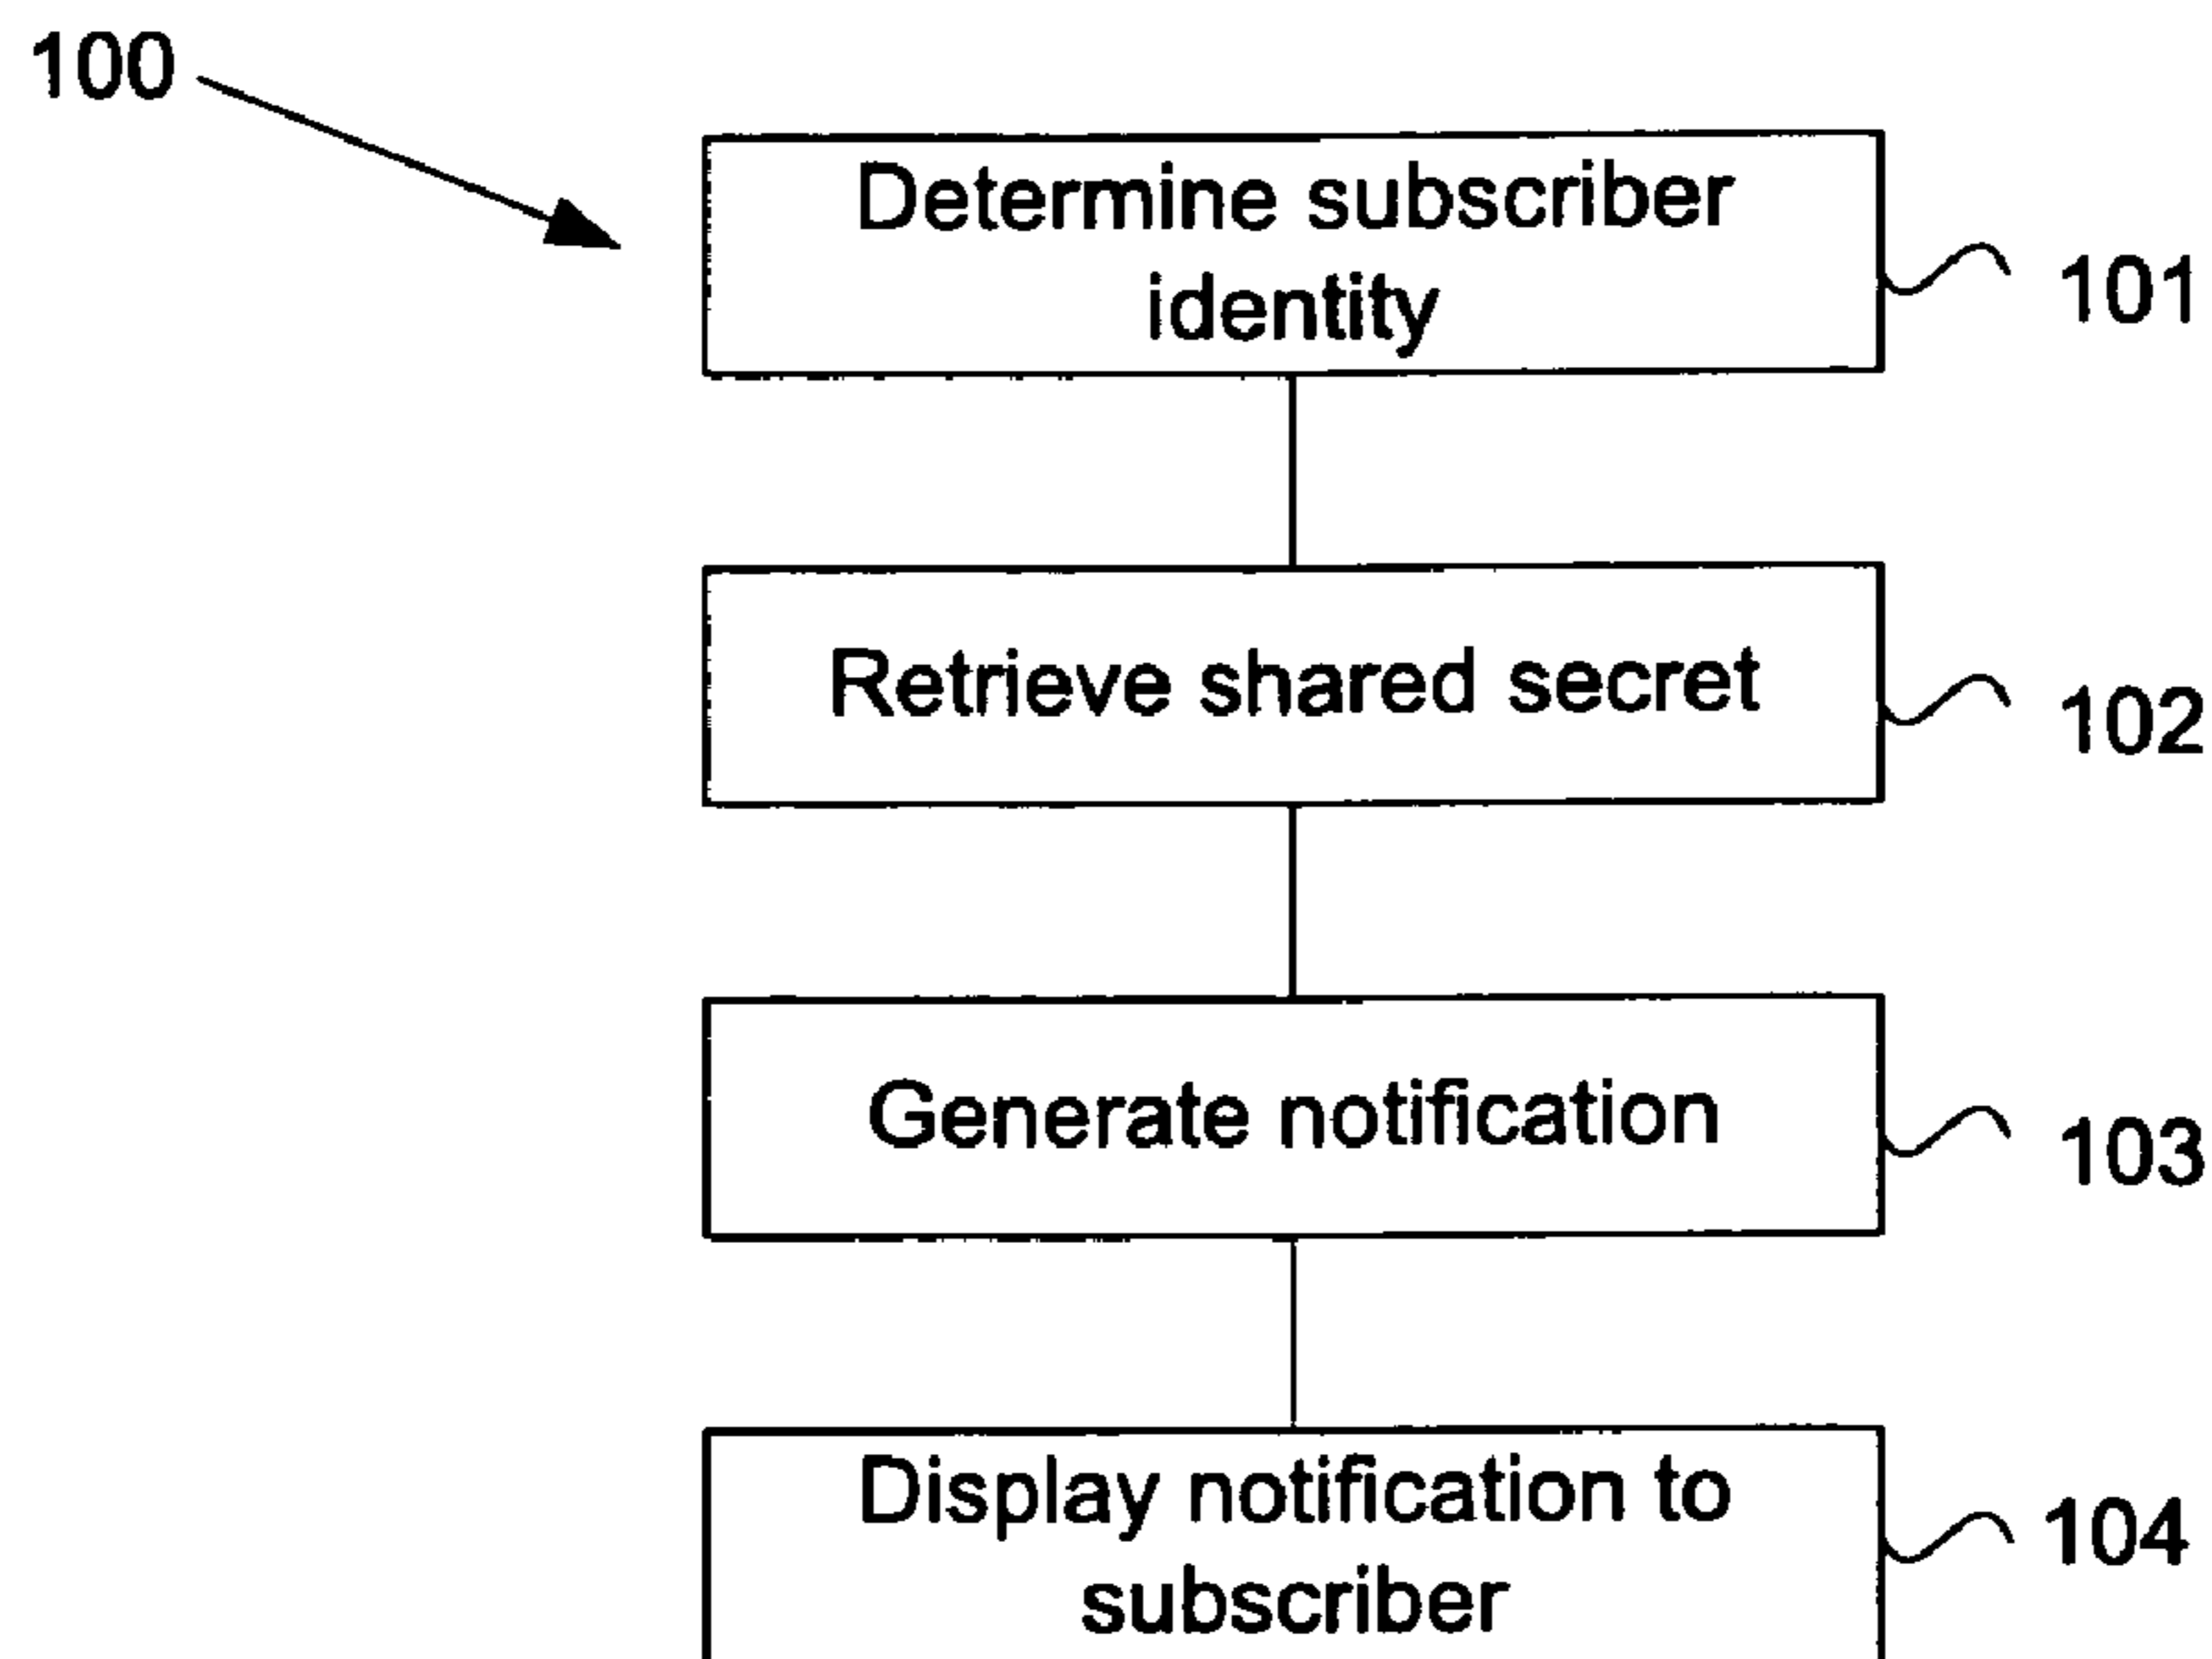 100
Determine subscriber
identity
101
Retrieve shared secret
102
Generate notification
103
Display notification to
subscriber
104